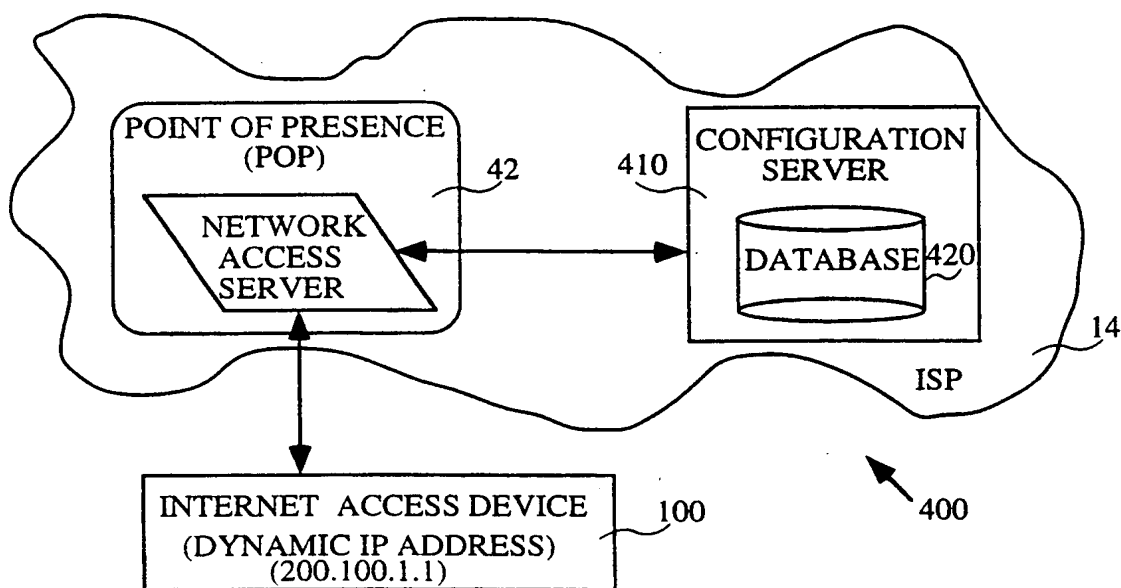 POINT OF PRESENCE
(POP)
42
NETWORK
ACCESS
SERVER
CONFIGURATION
SERVER
410
DATABASE
420
14
ISP
INTERNET ACCESS DEVICE
(DYNAMIC IP ADDRESS)
(200.100.1.1)
100
400